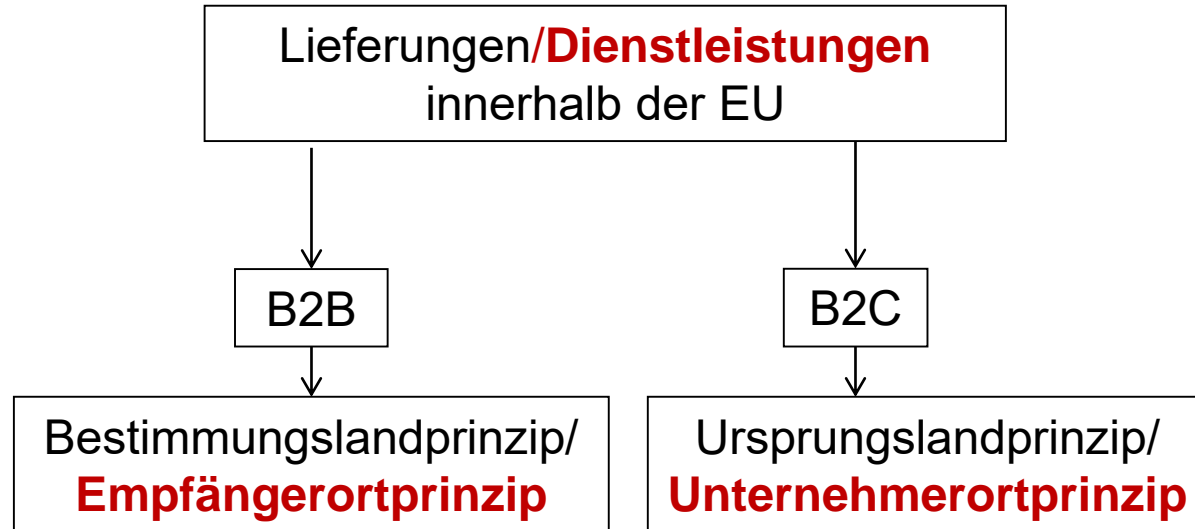 Lieferungen/Dienstleistungen
innerhalb der EU
B2B
B2C
Bestimmungslandprinzip/
Empfängerortprinzip
Ursprungslandprinzip/
Unternehmerortprinzip